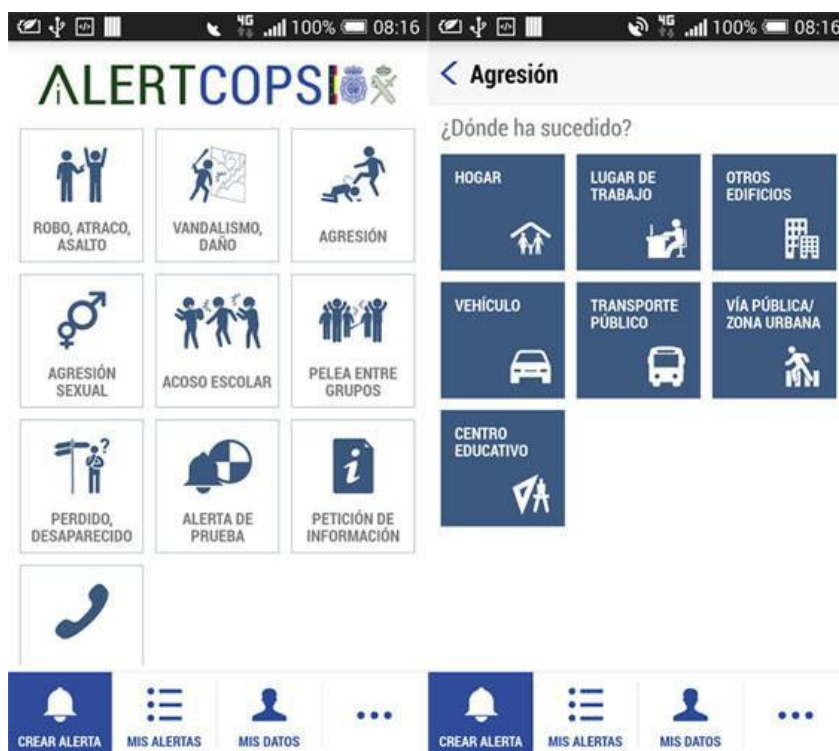 4G 100% 08:16
ALERTCOPS
ROBO, ATRACO,
ASALTO
VANDALISMO,
DAÑO
AGRESIÓN
AGRESIÓN
SEXUAL
ACOSO ESCOLAR
PELEA ENTRE
GRUPOS
PERDIDO,
DESAPARECIDO
ALERTA DE
PRUEBA
PETICIÓN DE
INFORMACIÓN
CREAR ALERTA
MIS ALERTAS
MIS DATOS
4G 100% 08:16
Agresión
¿Dónde ha sucedido?
HOGAR
LUGAR DE
TRABAJO
OTROS
EDIFICIOS
VEHÍCULO
TRANSPORTE
PÚBLICO
VÍA PÚBLICA/
ZONA URBANA
CENTRO
EDUCATIVO
CREAR ALERTA
MIS ALERTAS
MIS DATOS